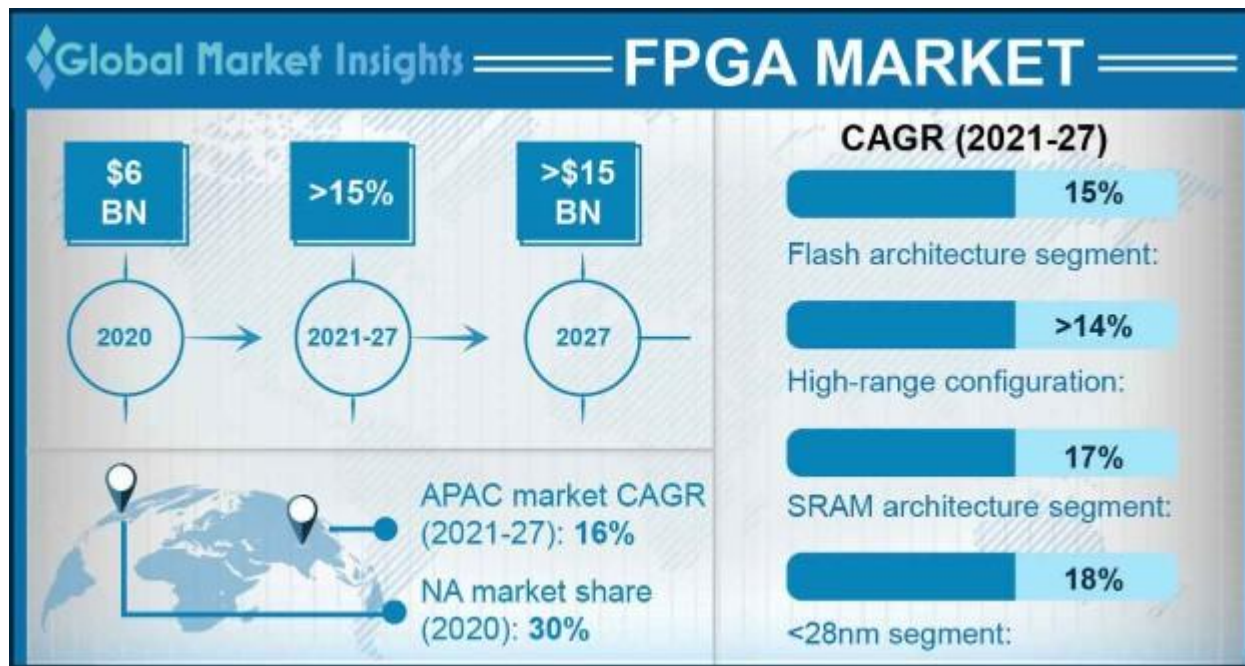 Global Market Insights
FPGA MARKET
$6
BN
>15%
>$15
BN
2020
2021-27
2027
APAC market CAGR
(2021-27): 16%
NA market share
(2020): 30%
CAGR (2021-27)
15%
Flash architecture segment:
>14%
High-range configuration:
17%
SRAM architecture segment:
18%
<28nm segment: